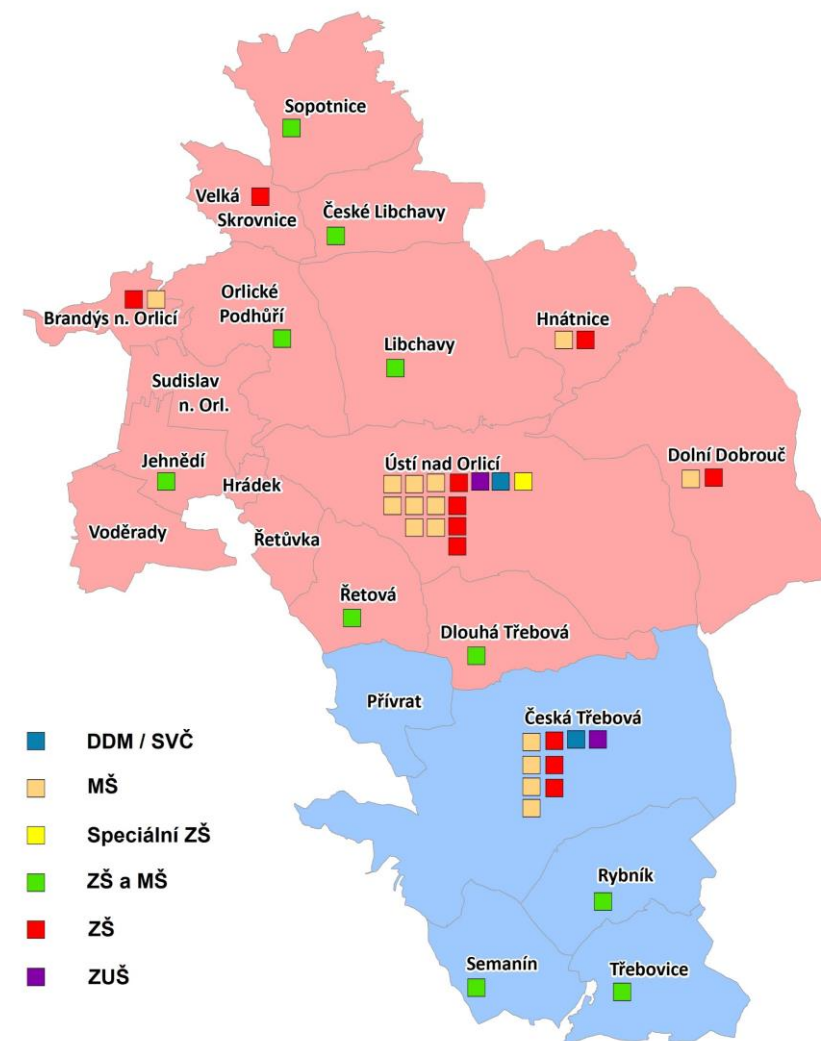 Sopotnice
Velká
Skrovnice
České Libchavy
Orlické
Podhůří
Brandýs n. Orlicí
Hnátnice
Libchavy
Sudislav
n. Orl.
Jehnědí
Ústí nad Orlicí
Dolní Dobrouč
Hrádek
Voděrady
Řetůvka
Řetová
Dlouhá Třebová
Přívrat
Česká Třebová
Rybník
Semanín
Třebovice
DDM / SVČ
MŠ
Speciální ZŠ
ZŠ a MŠ
ZŠ
ZUŠ